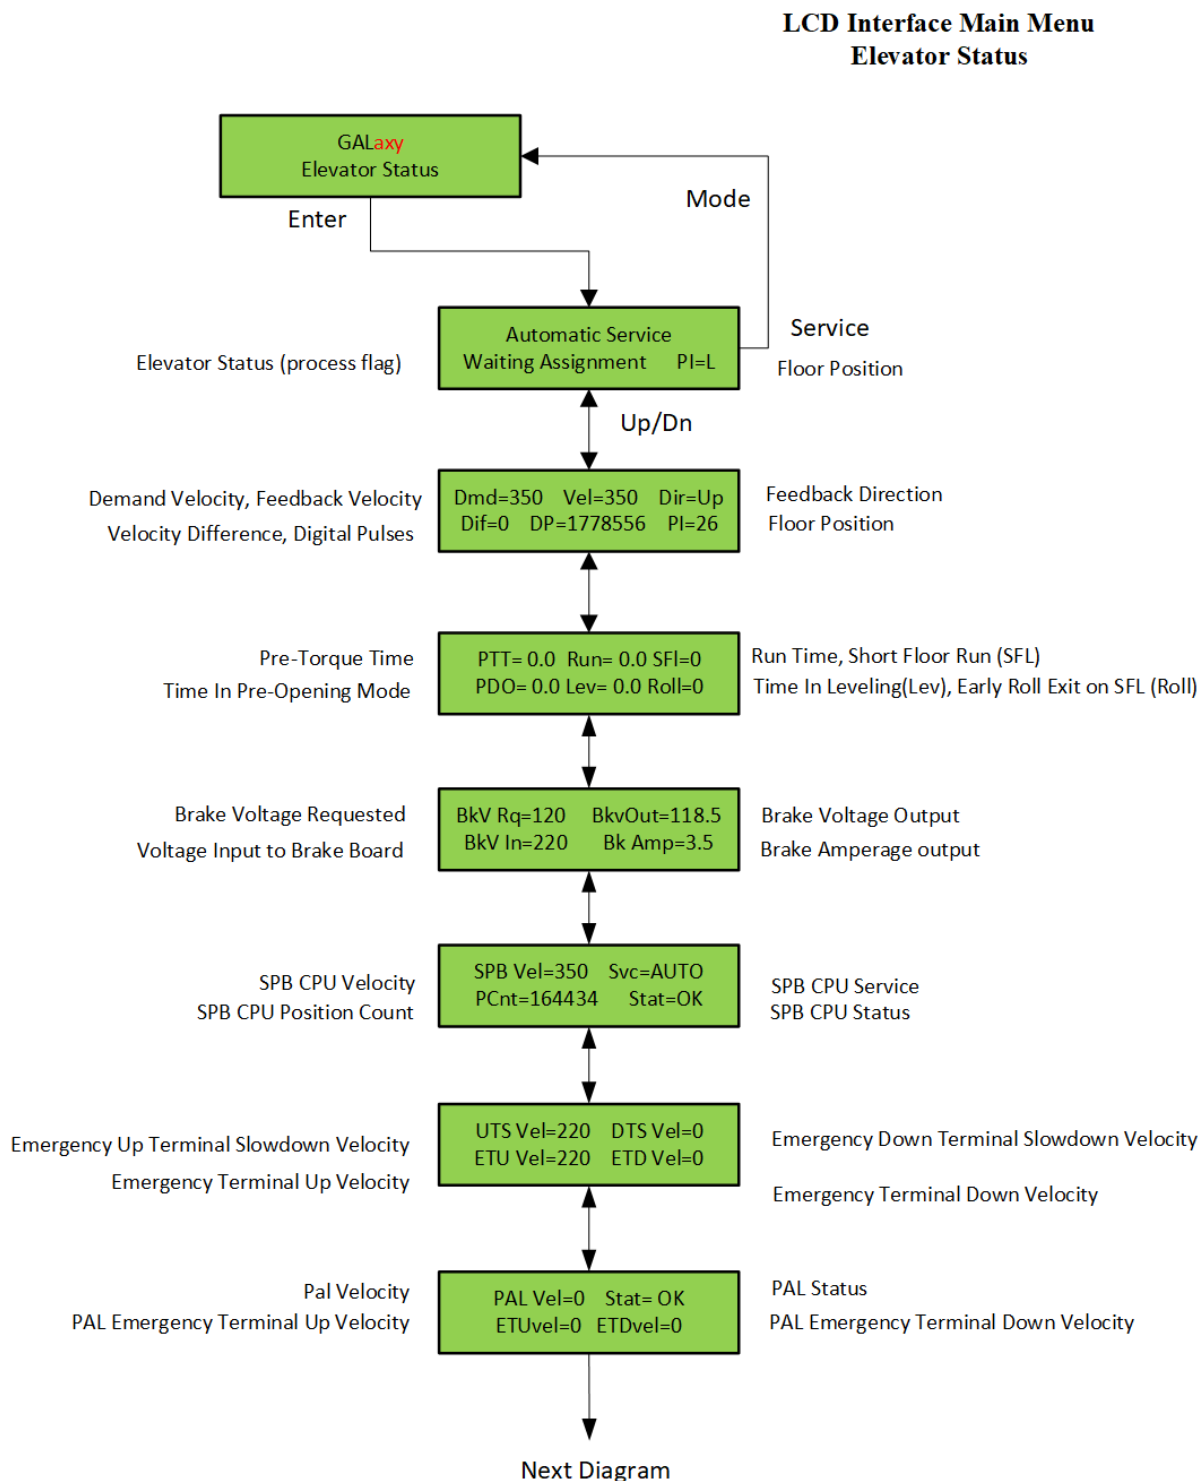 LCD Interface Main Menu
Elevator Status
GALaxy
Elevator Status
Enter
Mode
Automatic Service
Waiting Assignment PI=L
Elevator Status (process flag)
Service
Floor Position
Up/Dn
Demand Velocity, Feedback Velocity
Velocity Difference, Digital Pulses
Dmd=350 Vel=350 Dir=Up
Dif=0 DP=1778556 PI=26
Feedback Direction
Floor Position
Pre-Torque Time
Time In Pre-Opening Mode
PTT= 0.0 Run= 0.0 SFl=0
PDO= 0.0 Lev= 0.0 Roll=0
Run Time, Short Floor Run (SFL)
Time In Leveling(Lev), Early Roll Exit on SFL (Roll)
Brake Voltage Requested
Voltage Input to Brake Board
BkV Rq=120 BkvOut=118.5
BkV In=220 Bk Amp=3.5
Brake Voltage Output
Brake Amperage output
SPB CPU Velocity
SPB CPU Position Count
SPB Vel=350 Svc=AUTO
PCnt=164434 Stat=OK
SPB CPU Service
SPB CPU Status
Emergency Up Terminal Slowdown Velocity
Emergency Terminal Up Velocity
UTS Vel=220 DTS Vel=0
ETU Vel=220 ETD Vel=0
Emergency Down Terminal Slowdown Velocity
Emergency Terminal Down Velocity
Pal Velocity
PAL Emergency Terminal Up Velocity
PAL Vel=0 Stat= OK
ETUvel=0 ETDvel=0
PAL Status
PAL Emergency Terminal Down Velocity
Next Diagram